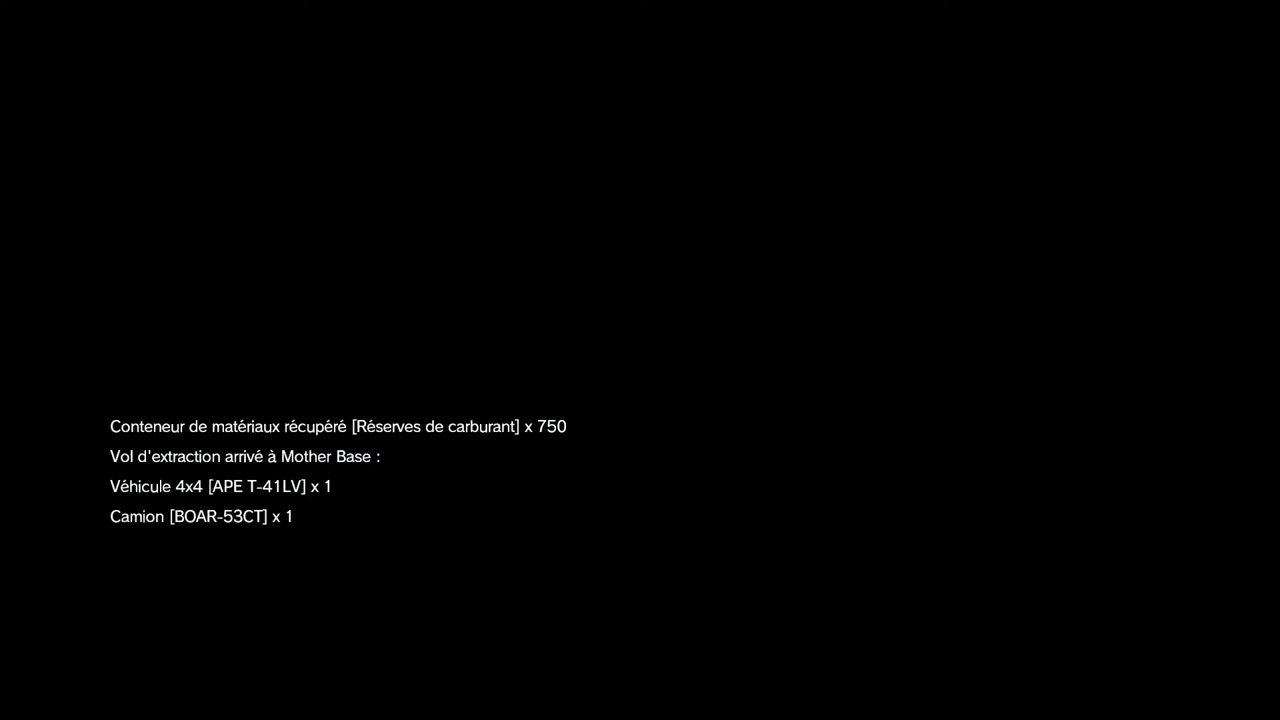 Conteneur de matériaux récupéré [Réserves de carburant] x 750
Vol d'extraction arrivé à Mother Base :
Véhicule 4x4 [APE T-41LV] x 1
Camion [BOAR-53CT] x 1